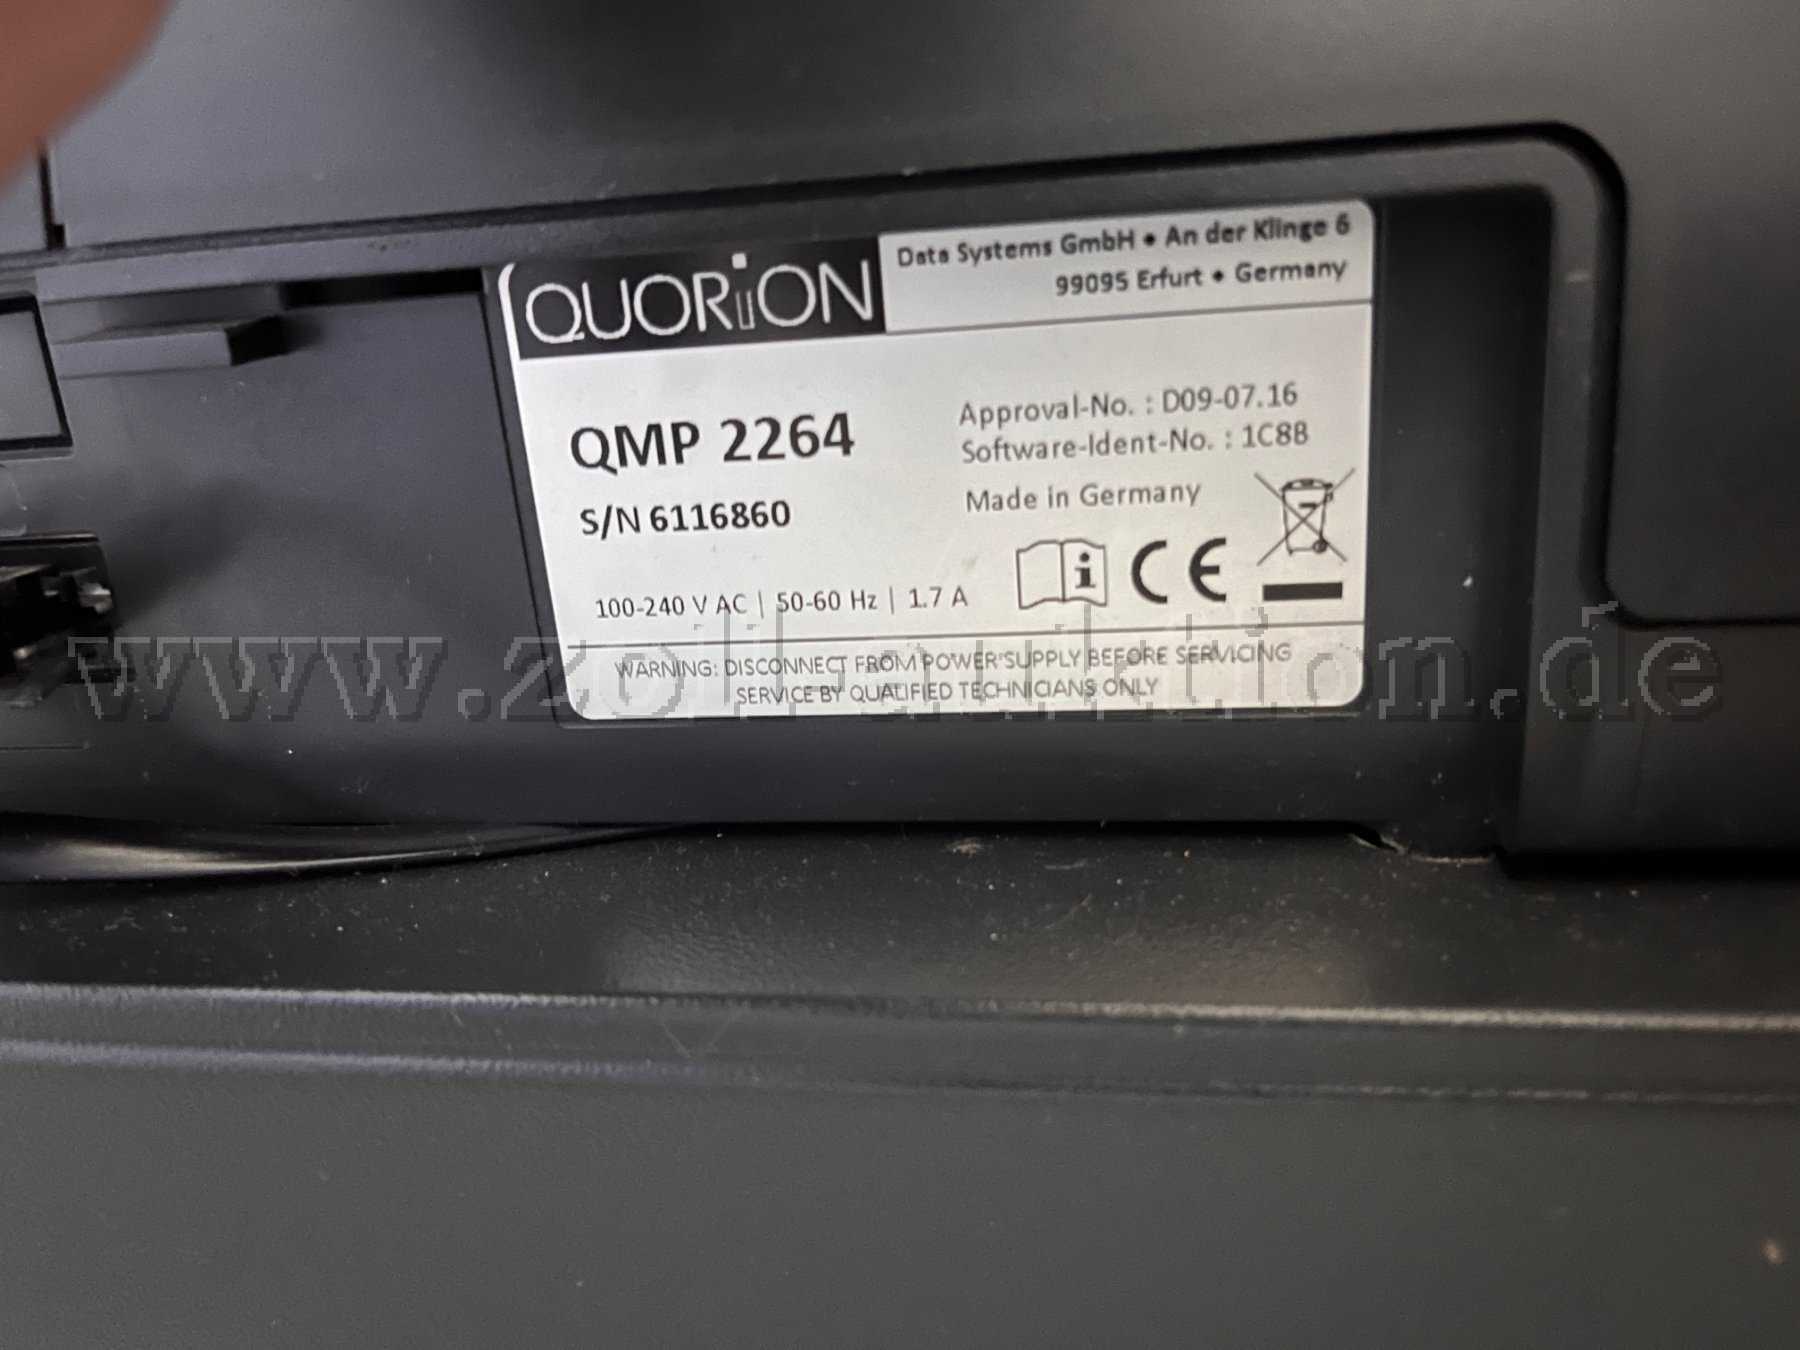 QUORiON
Data Systems GmbH • An der Klinge 6
99095 Erfurt • Germany
QMP 2264
S/N 6116860
Approval-No. : D09-07.16
Software-Ident-No. : 1C8B
Made in Germany
100-240 V AC | 50-60 Hz | 1.7 A
i
CE
WARNING: DISCONNECT FROM POWER SUPPLY BEFORE SERVICING
SERVICE BY QUALIFIED TECHNICIANS ONLY
www.zoll-auktion.de